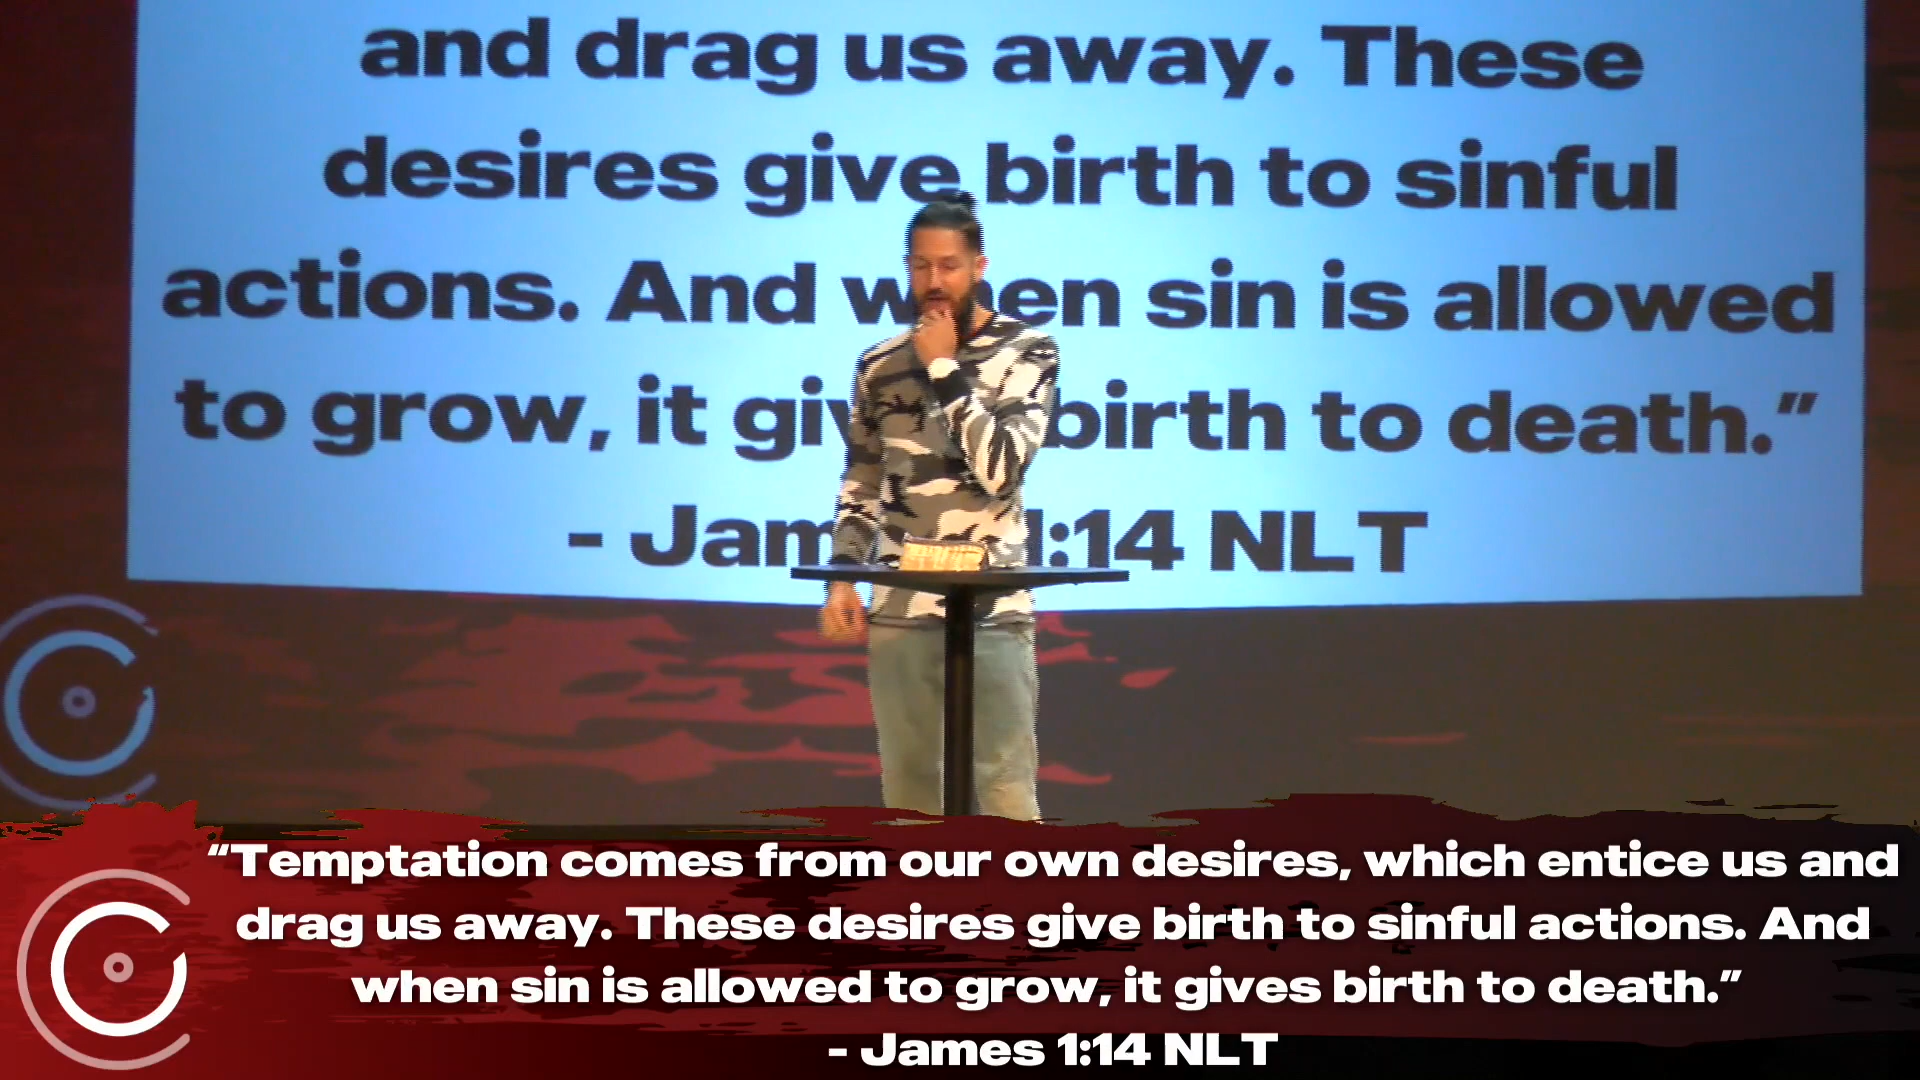 and drag us away. These
desires give birth to sinful
actions. And when sin is allowed
to grow, it giv birth to death.”
- Jam 1:14 NLT
“Temptation comes from our own desires, which entice us and
drag us away. These desires give birth to sinful actions. And
when sin is allowed to grow, it gives birth to death.”
- James 1:14 NLT